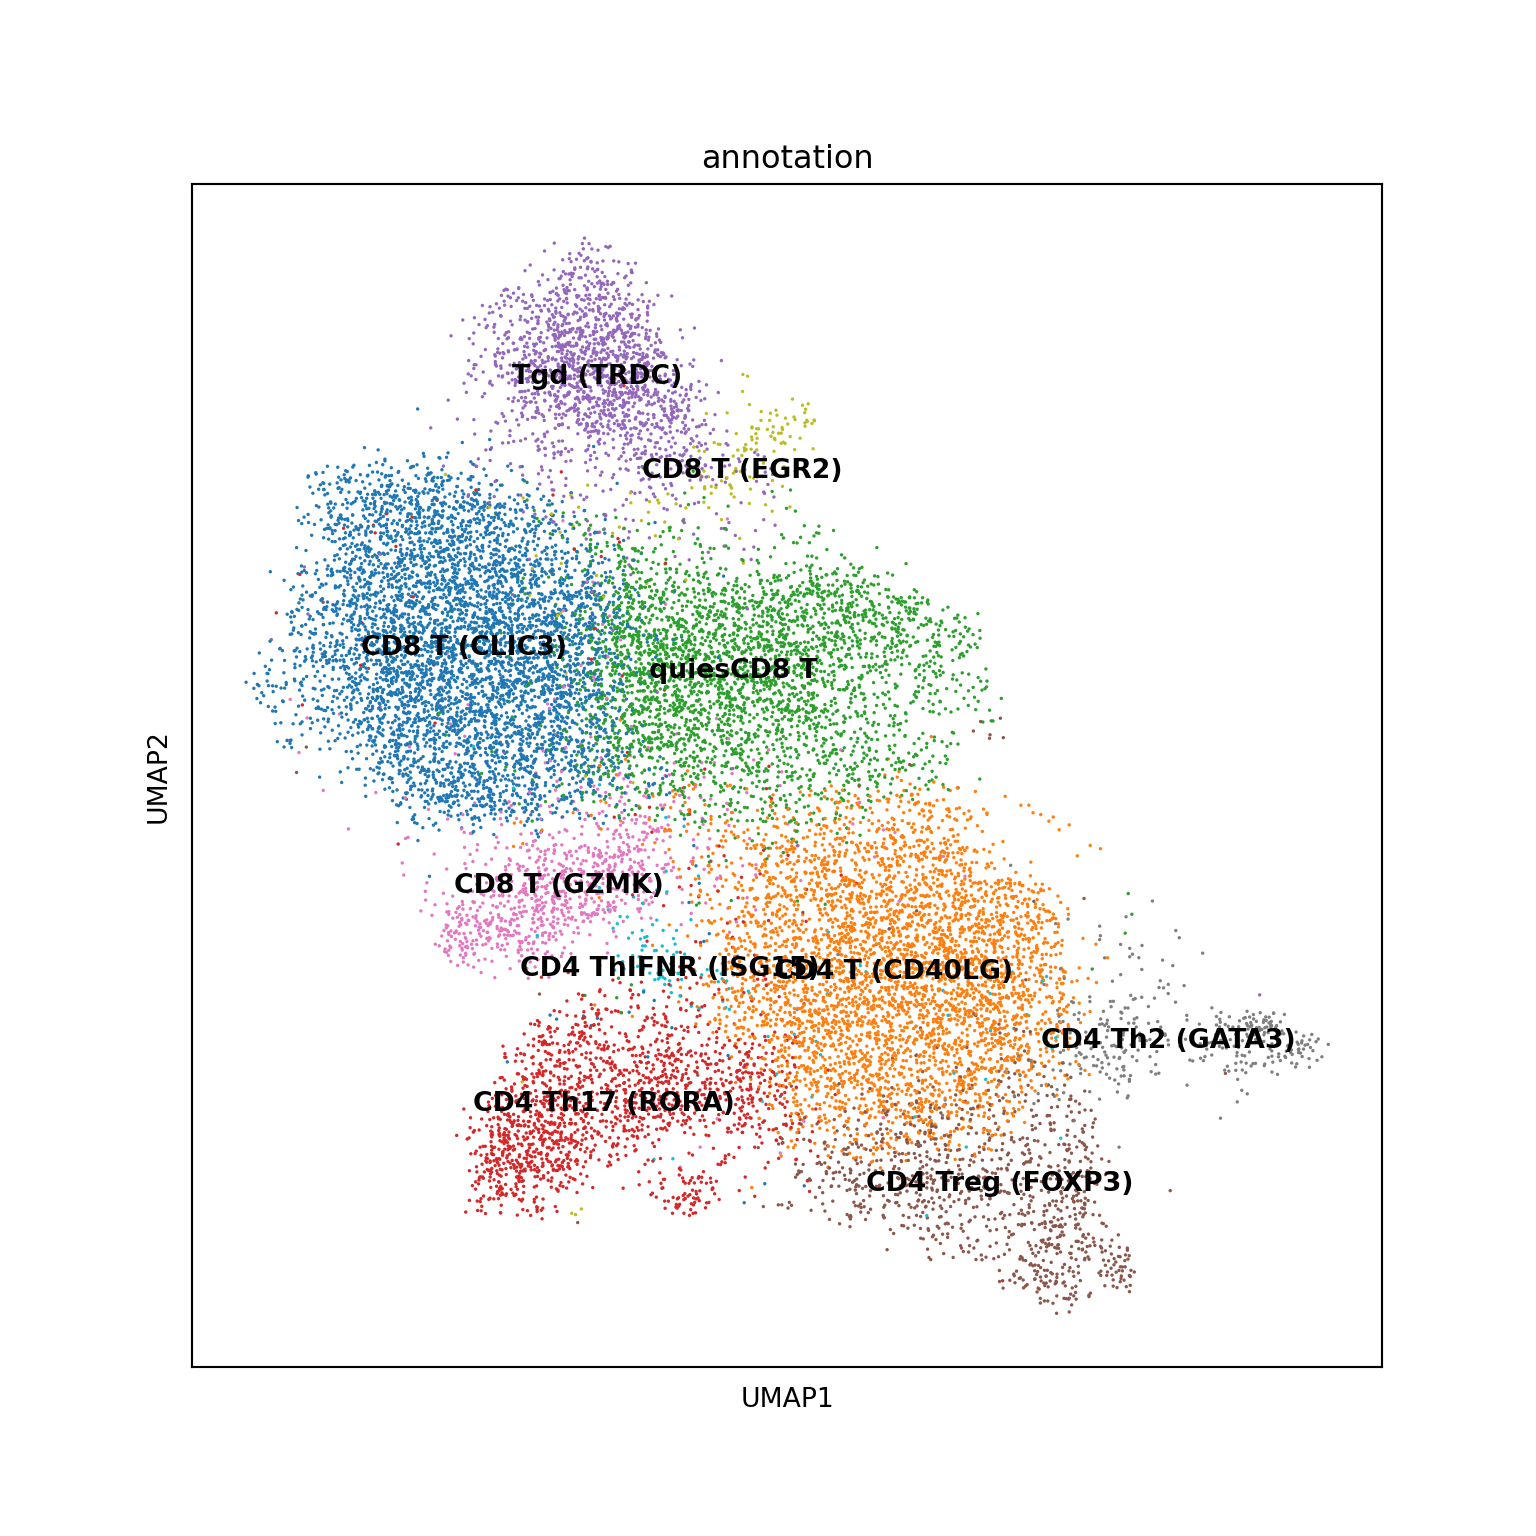 annotation
Tgd (TRDC)
CD8 T (EGR2)
CD8 T (CLIC3)
quiesCD8 T
CD8 T (GZMK)
CD4 ThIFNR (ISG15)
CD4 T (CD40LG)
CD4 Th2 (GATA3)
CD4 Th17 (RORA)
CD4 Treg (FOXP3)
UMAP2
UMAP1